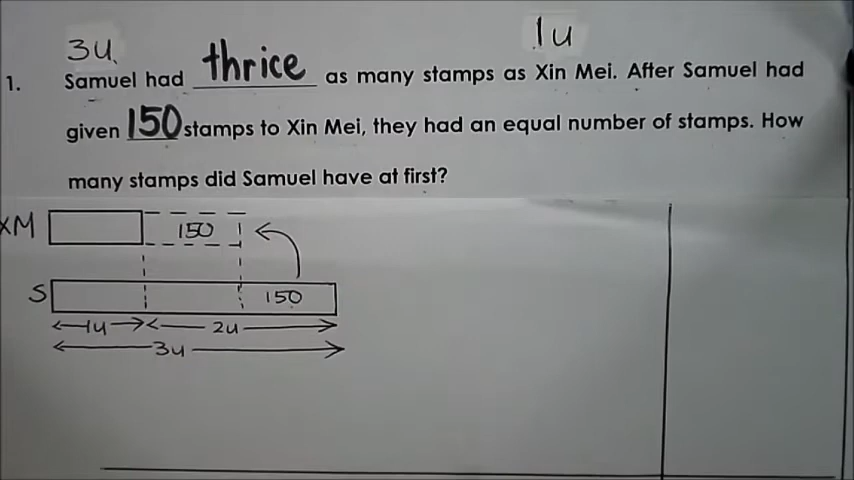 3u 1u
1. Samuel had thrice as many stamps as Xin Mei. After Samuel had
given 150 stamps to Xin Mei, they had an equal number of stamps. How
many stamps did Samuel have at first?
XM 150
S 150
1u 2u
3u